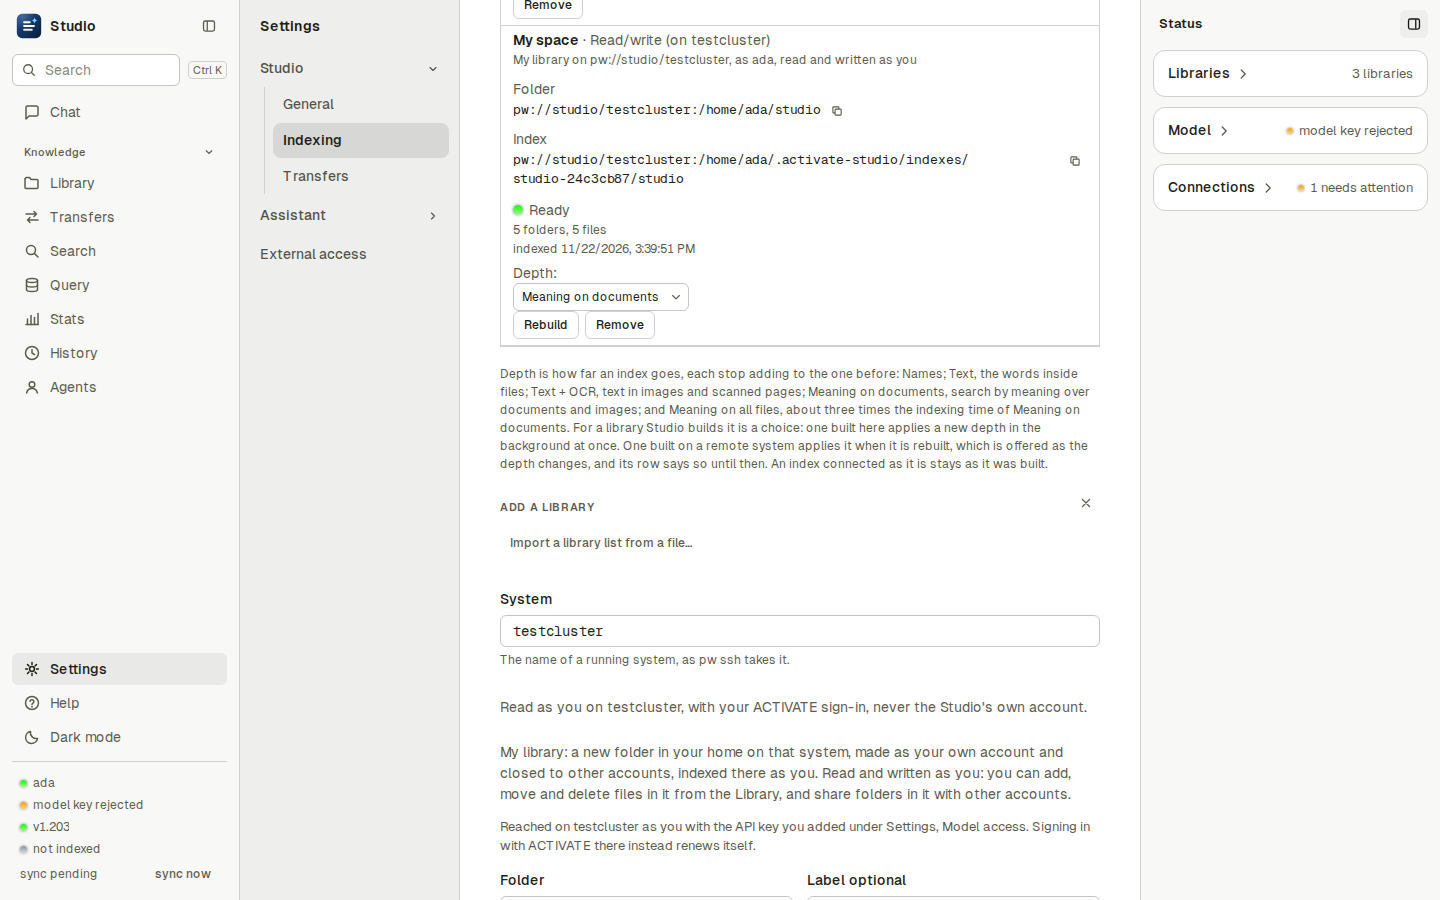 Studio
Search
Ctrl K
Chat
Knowledge
Library
Transfers
Search
Query
Stats
History
Agents
Settings
Help
Dark mode
ada
model key rejected
v1.203
not indexed
sync pending
sync now
Settings
Studio
General
Indexing
Transfers
Assistant
External access
Remove
My space · Read/write (on testcluster)
My library on pw://studio/testcluster, as ada, read and written as you
Folder
pw://studio/testcluster:/home/ada/studio
Index
pw://studio/testcluster:/home/ada/.activate-studio/indexes/
studio-24c3cb87/studio
Ready
5 folders, 5 files
indexed 11/22/2026, 3:39:51 PM
Depth:
Meaning on documents
Rebuild
Remove
Depth is how far an index goes, each stop adding to the one before: Names; Text, the words inside
files; Text + OCR, text in images and scanned pages; Meaning on documents, search by meaning over
documents and images; and Meaning on all files, about three times the indexing time of Meaning on
documents. For a library Studio builds it is a choice: one built here applies a new depth in the
background at once. One built on a remote system applies it when it is rebuilt, which is offered as the
depth changes, and its row says so until then. An index connected as it is stays as it was built.
ADD A LIBRARY
Import a library list from a file…
System
testcluster
The name of a running system, as pw ssh takes it.
Read as you on testcluster, with your ACTIVATE sign-in, never the Studio's own account.
My library: a new folder in your home on that system, made as your own account and
closed to other accounts, indexed there as you. Read and written as you: you can add,
move and delete files in it from the Library, and share folders in it with other accounts.
Reached on testcluster as you with the API key you added under Settings, Model access. Signing in
with ACTIVATE there instead renews itself.
Folder
Label optional
Status
Libraries
3 libraries
Model
model key rejected
Connections
1 needs attention